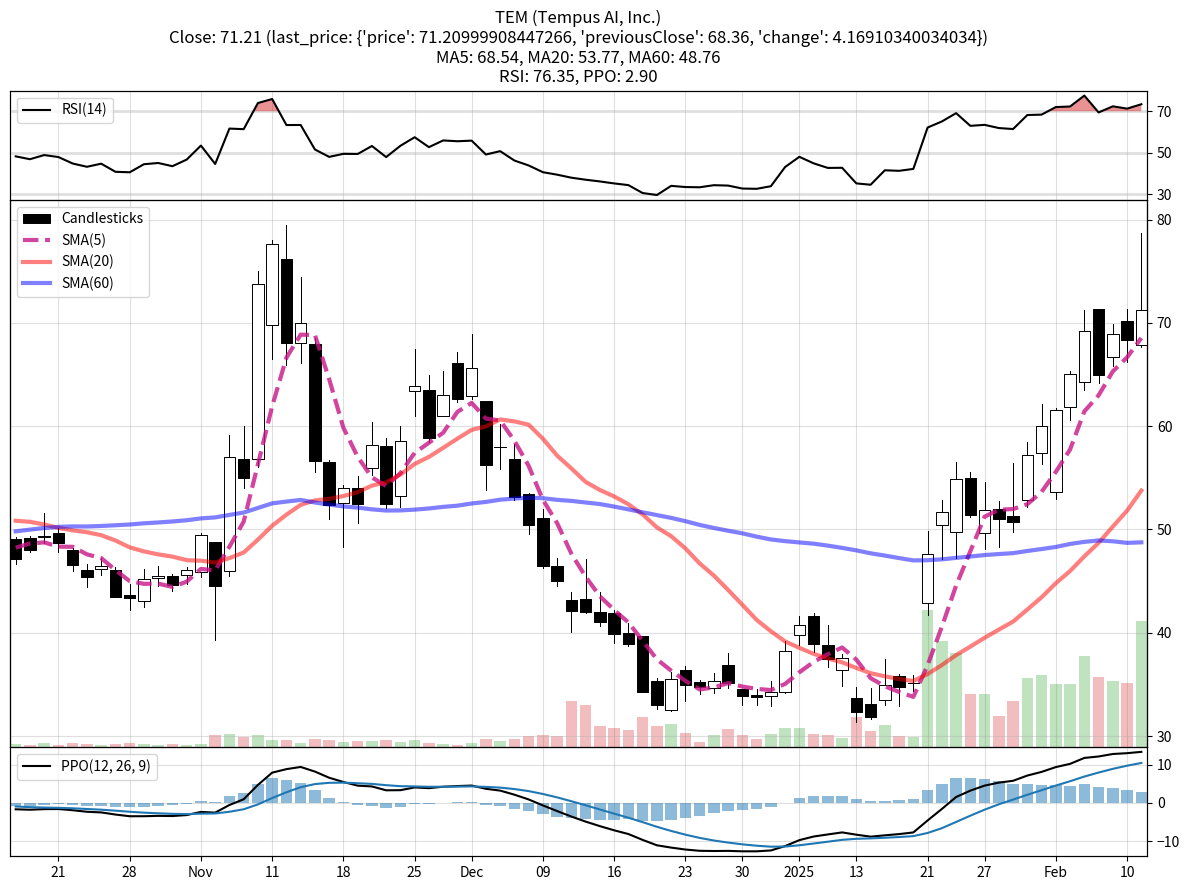 TEM (Tempus AI, Inc.)
Close: 71.21 (last_price: {'price': 71.20999908447266, 'previousClose': 68.36, 'change': 4.16910340034034})
MA5: 68.54, MA20: 53.77, MA60: 48.76
RSI: 76.35, PPO: 2.90
RSI(14)
70
50
30
Candlesticks
SMA(5)
SMA(20)
SMA(60)
80
70
60
50
40
30
PPO(12, 26, 9)
10
0
−10
21 28 Nov 11 18 25 Dec 09 16 23 30 2025 13 21 27 Feb 10